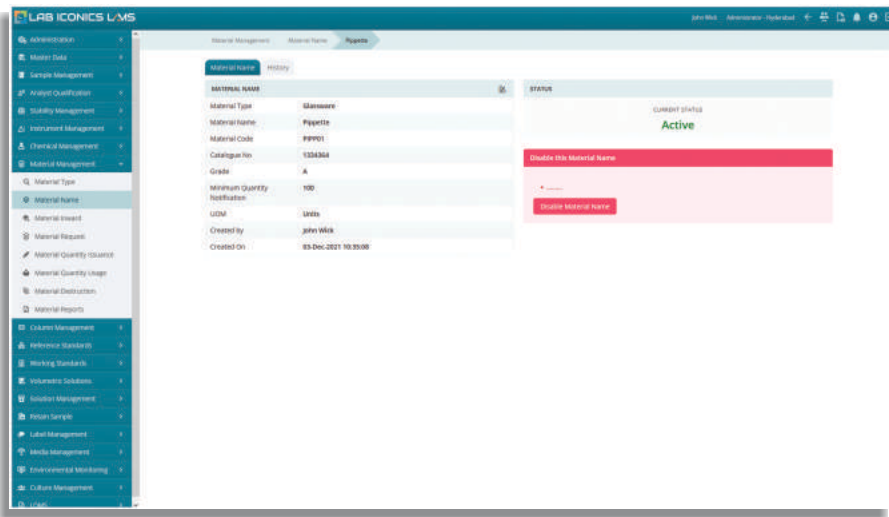 LAB ICONICS LIMS
John Wick Administrator - Hyderabad
Administration
Master Data
Sample Management
Analyst Qualification
Stability Management
Instrument Management
Chemical Management
Material Management
Material Type
Material Name
Material Inward
Material Request
Material Quantity Issuance
Material Quantity Usage
Material Destruction
Material Reports
Column Management
Reference Standards
Working Standards
Volumetric Solutions
Solution Management
Retain Sample
Label Management
Media Management
Environmental Monitoring
Culture Management
Material Management Material Name Pippette
Material Name History
MATERIAL NAME
Material Type Glassware
Material Name Pippette
Material Code PIPP01
Catalogue No 1334364
Grade A
Minimum Quantity Notification 100
UOM Units
Created by John Wick
Created On 03-Dec-2021 10:35:08
STATUS
CURRENT STATUS
Active
Disable this Material Name
Disable Material Name